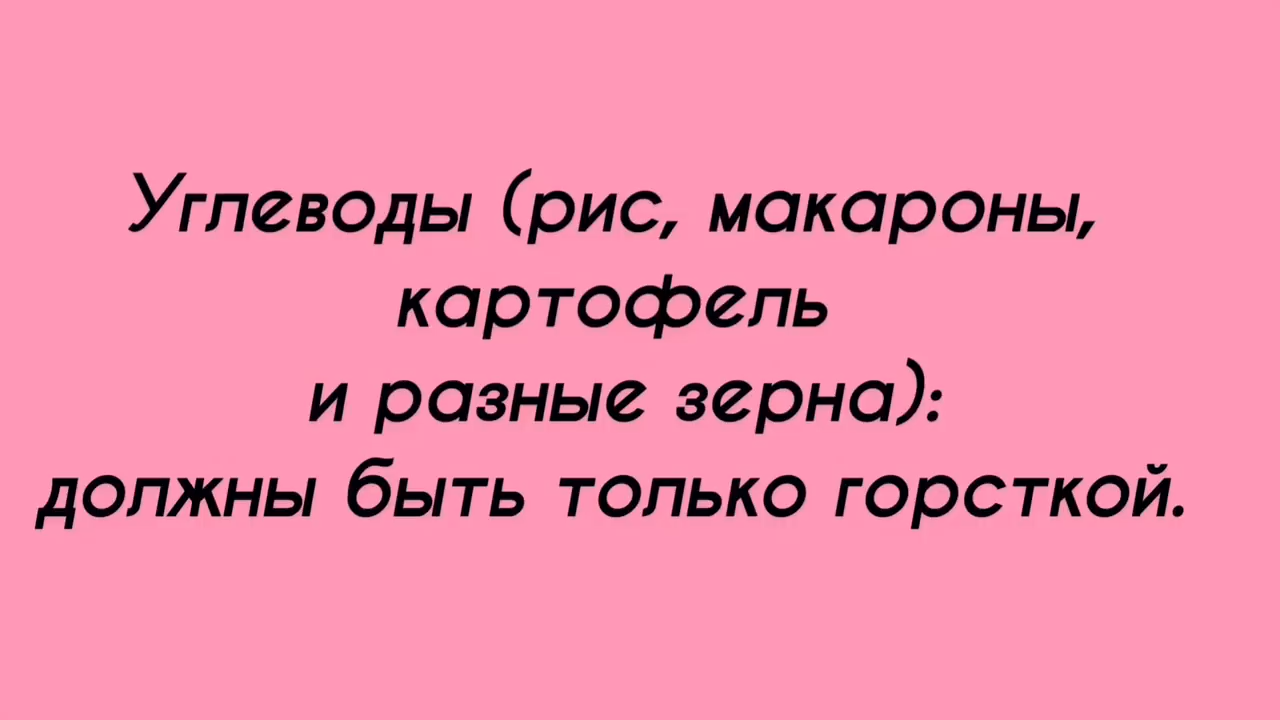 Углеводы (рис, макароны,
картофель
и разные зерна):
должны быть только горсткой.